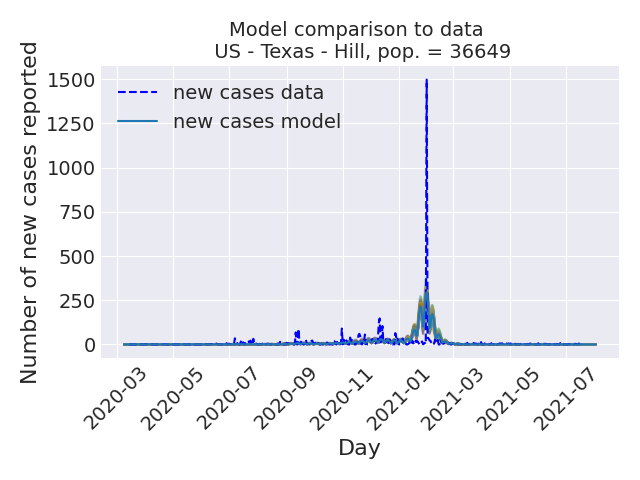 Model comparison to data
US - Texas - Hill, pop. = 36649
Number of new cases reported
1500
1250
1000
750
500
250
0
new cases data
new cases model
2020-03
2020-05
2020-07
2020-09
2020-11
2021-01
2021-03
2021-05
2021-07
Day